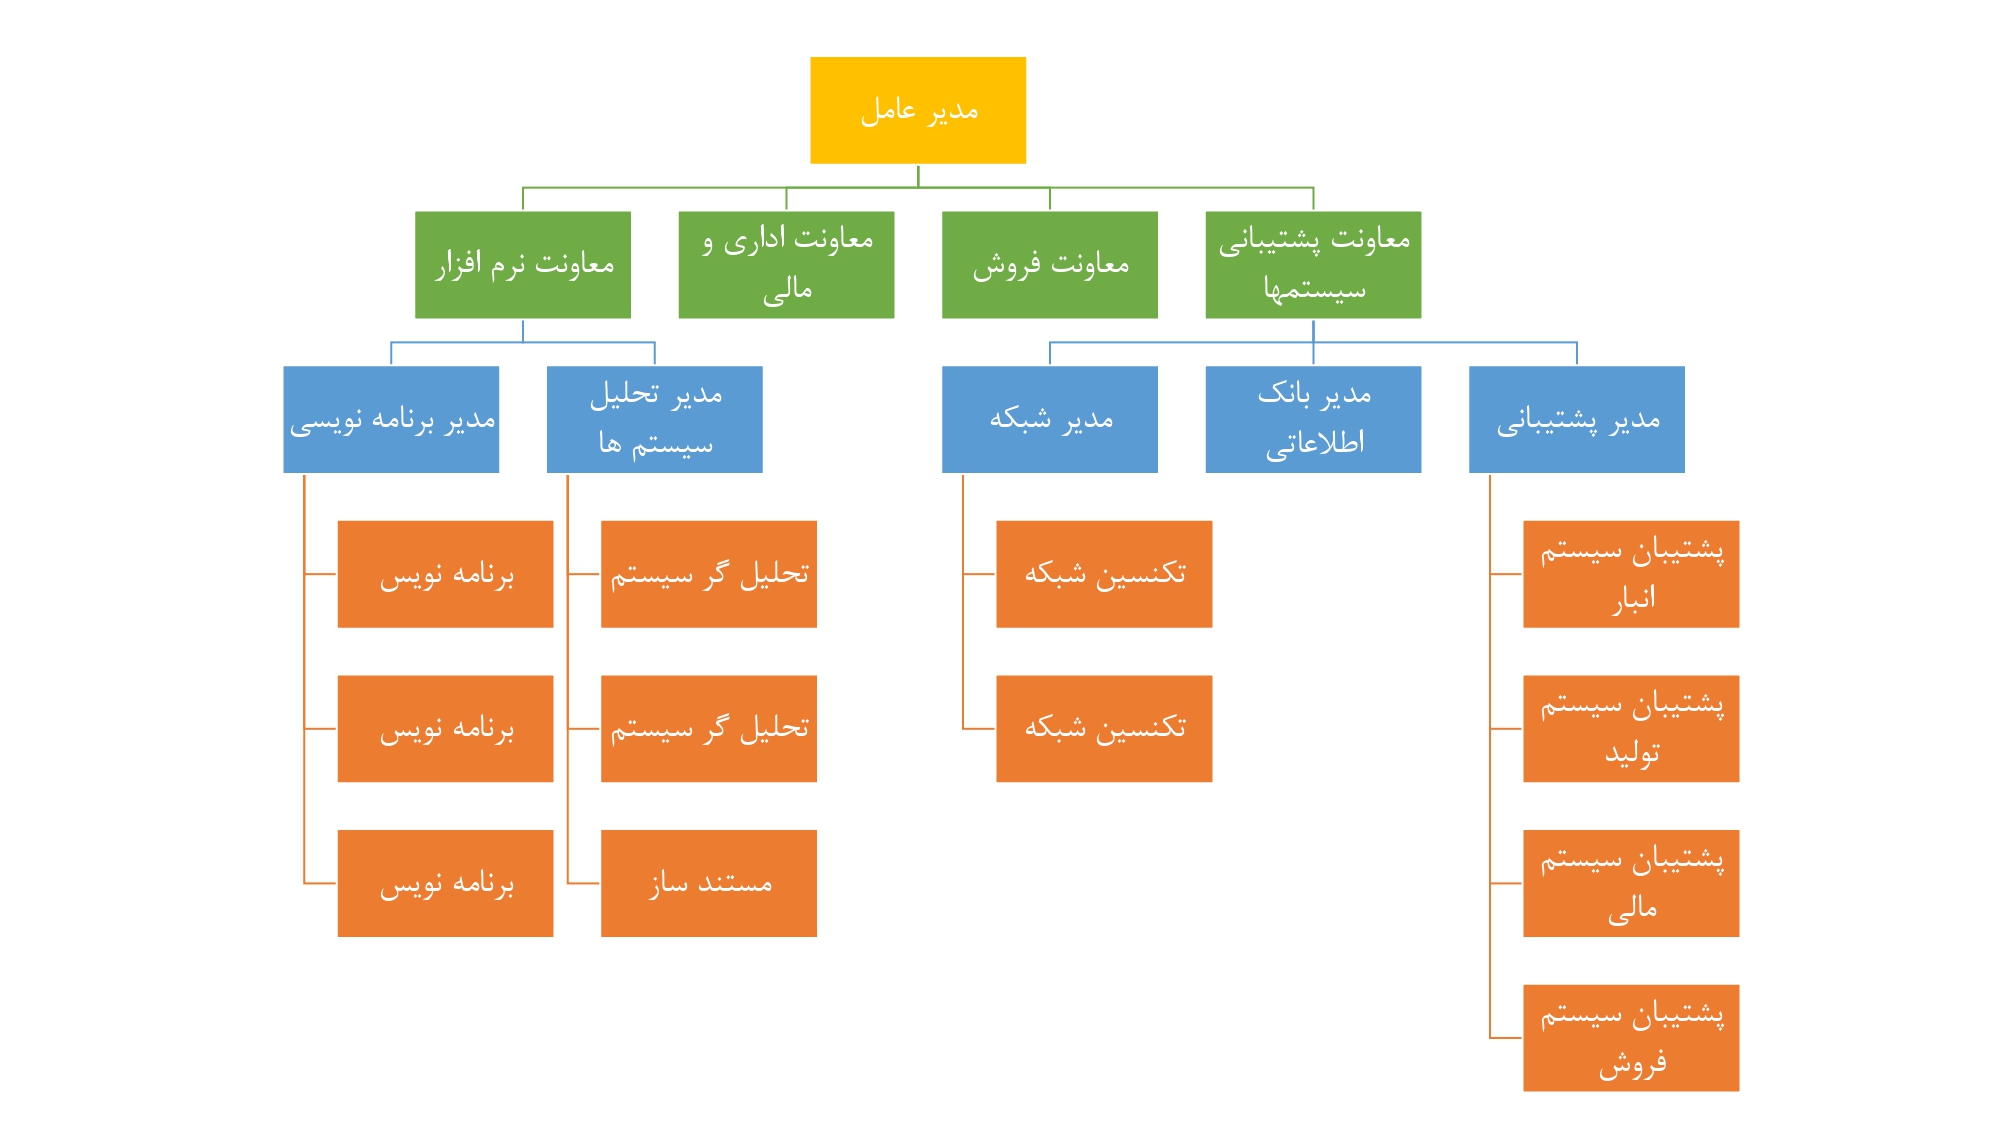 مدیر عامل
معاونت پشتیبانی
سیستمها
معاونت فروش
معاونت اداری و
مالی
معاونت نرم افزار
مدیر پشتیبانی
مدیر بانک
اطلاعاتی
مدیر شبکه
مدیر تحلیل
سیستم ها
مدیر برنامه نویسی
پشتیبان سیستم
انبار
تکنسین شبکه
تحلیل گر سیستم
برنامه نویس
پشتیبان سیستم
تولید
تکنسین شبکه
تحلیل گر سیستم
برنامه نویس
پشتیبان سیستم
مالی
مستند ساز
برنامه نویس
پشتیبان سیستم
فروش